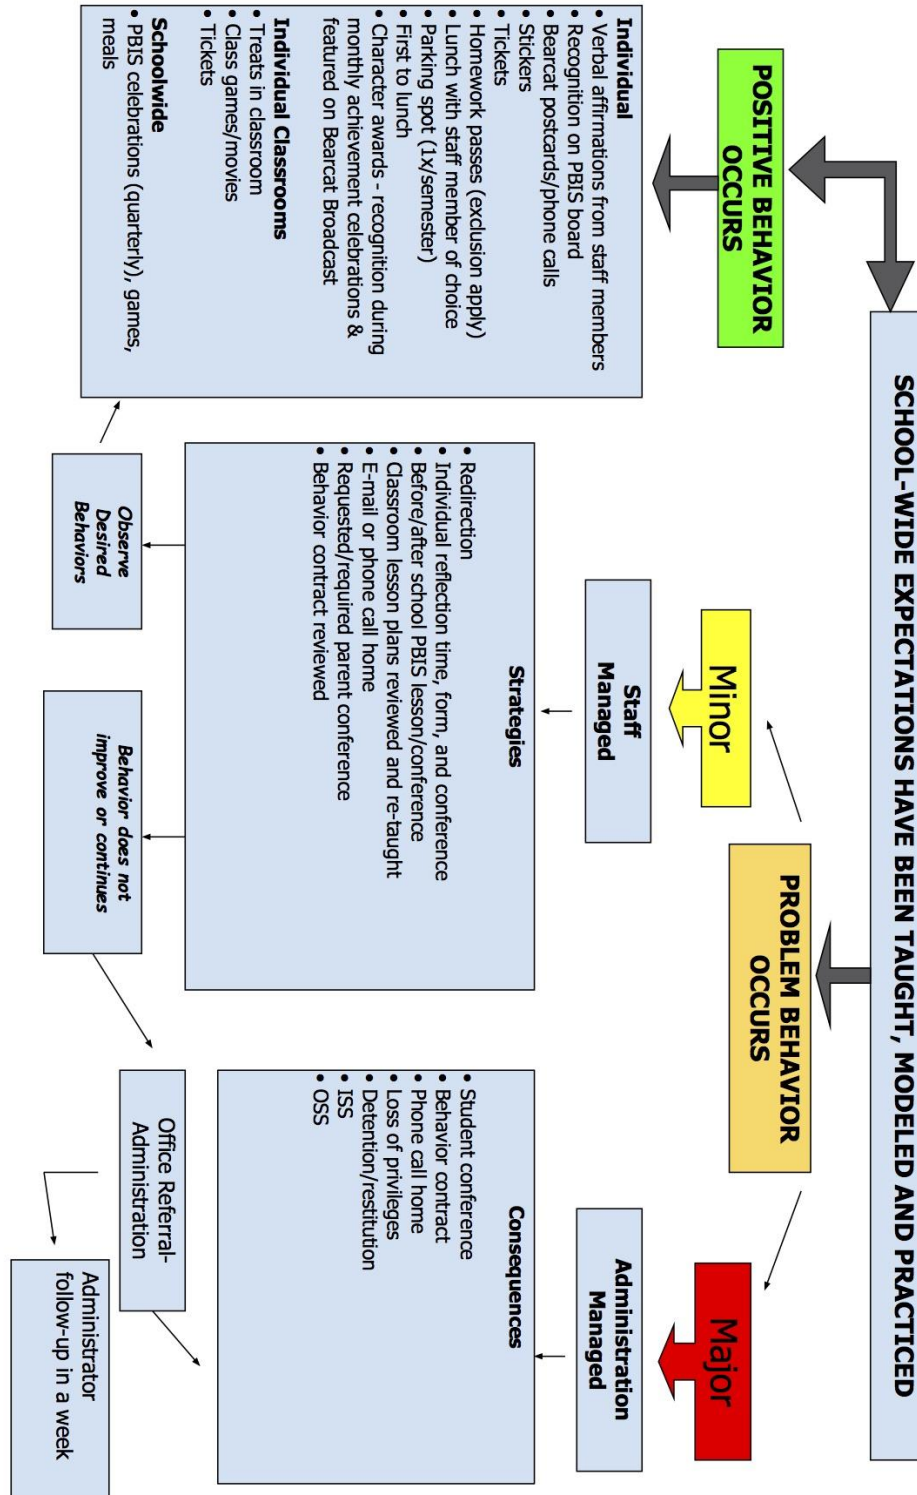 SCHOOL-WIDE EXPECTATIONS HAVE BEEN TAUGHT, MODELED AND PRACTICED
POSITIVE BEHAVIOR
OCCURS
Individual
• Verbal affirmations from staff members
• Recognition on PBIS board
• Bearcat postcards/phone calls
• Stickers
• Tickets
• Homework passes (exclusion apply)
• Lunch with staff member of choice
• Parking spot (1x/semester)
• First to lunch
• Character awards - recognition during
monthly achievement celebrations &
featured on Bearcat Broadcast
Individual Classrooms
• Treats in classroom
• Class games/movies
• Tickets
Schoolwide
• PBIS celebrations (quarterly), games,
meals
PROBLEM BEHAVIOR
OCCURS
Minor
Staff
Managed
Strategies
• Redirection
• Individual reflection time, form, and conference
• Before/after school PBIS lesson/conference
• Classroom lesson plans reviewed and re-taught
• E-mail or phone call home
• Requested/required parent conference
• Behavior contract reviewed
Observe
Desired
Behaviors
Behavior does not
improve or continues
Major
Administration
Managed
Consequences
• Student conference
• Behavior contract
• Phone call home
• Loss of privileges
• Detention/restitution
• ISS
• OSS
Office Referral-
Administration
Administrator
follow-up in a week